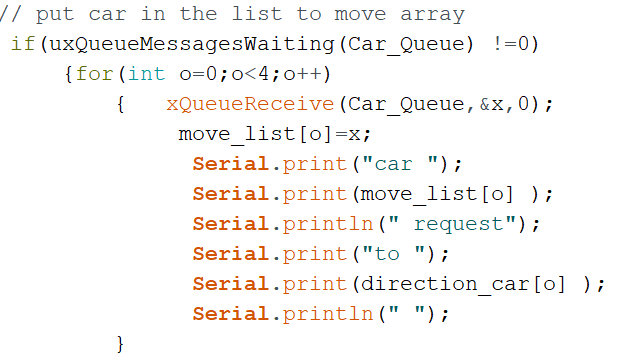 // put car in the list to move array
if(uxQueueMessagesWaiting(Car_Queue) !=0)
{for(int o=0;o<4;o++)
{ xQueueReceive(Car_Queue,&x,0);
move_list[o]=x;
Serial.print("car ");
Serial.print(move_list[o] );
Serial.println(" request");
Serial.print("to ");
Serial.print(direction_car[o] );
Serial.println(" ");
}